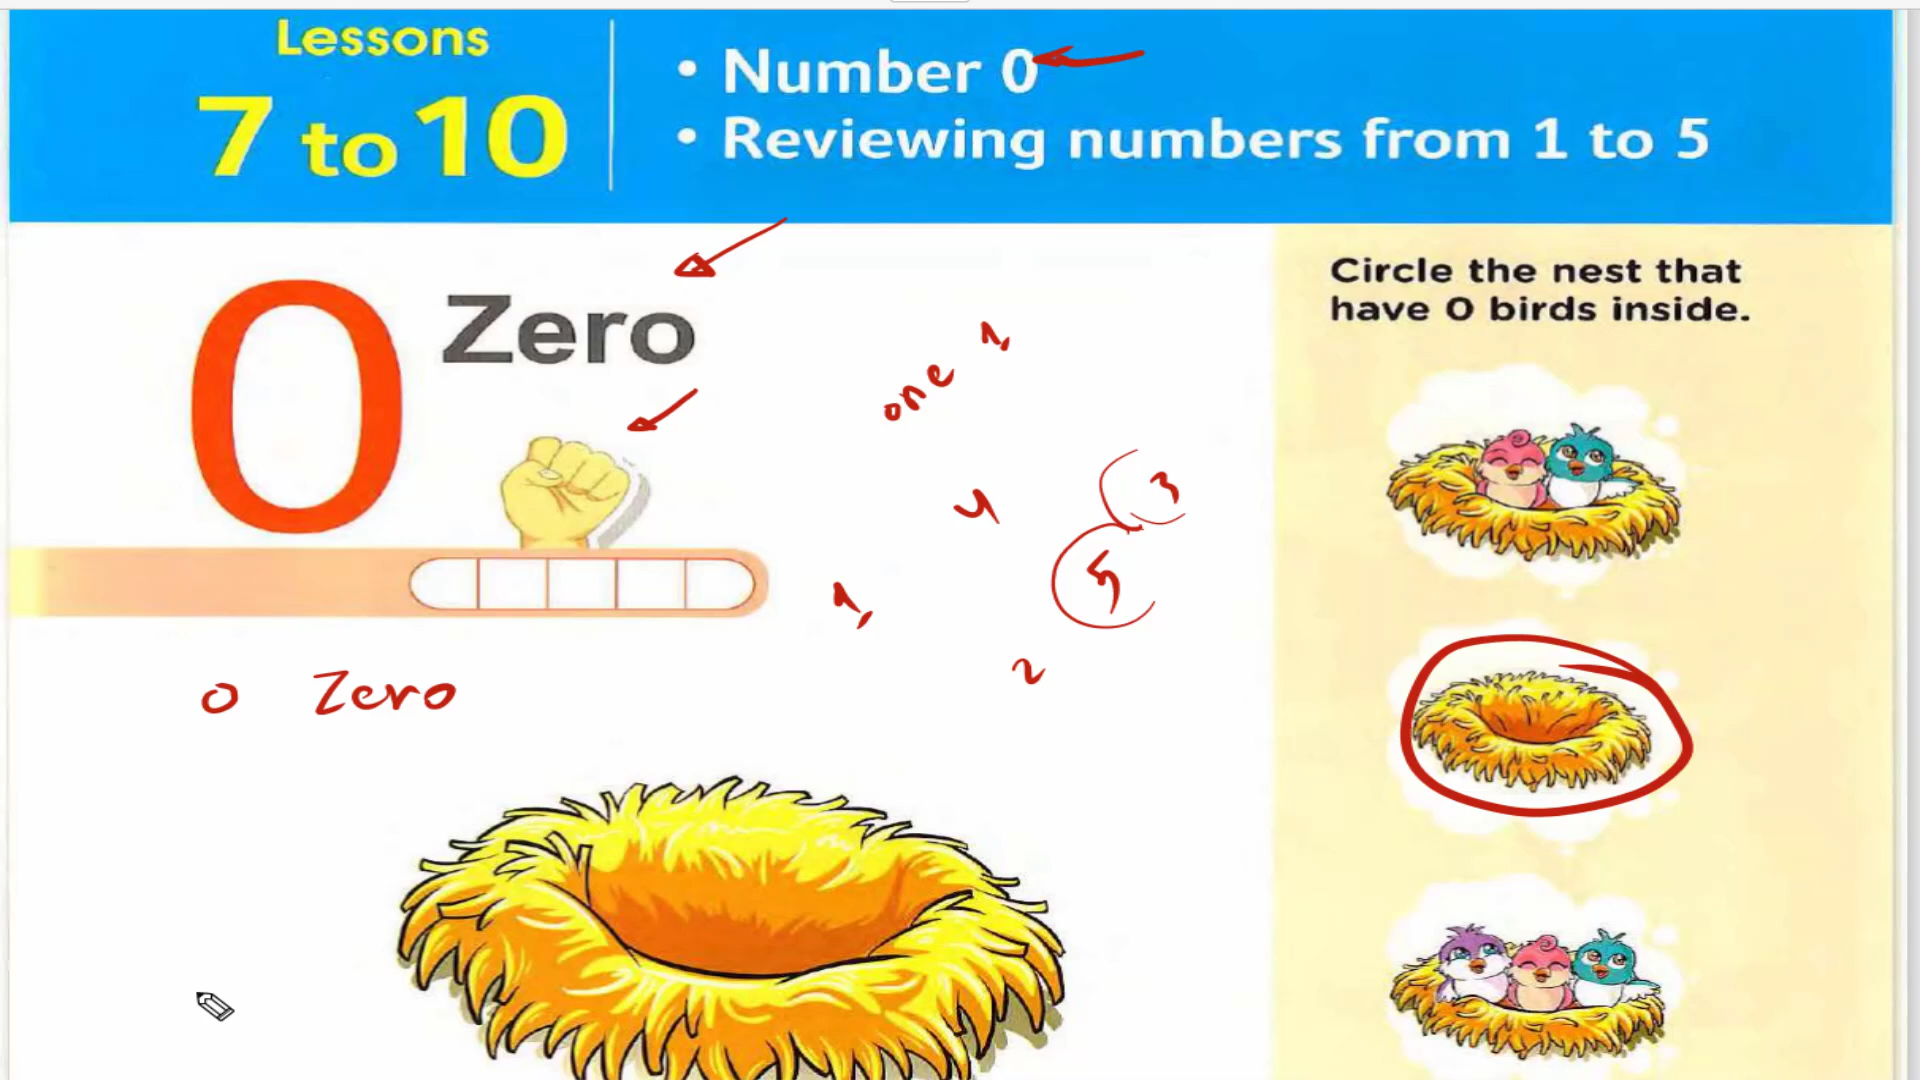 Lessons
7 to 10
• Number 0
• Reviewing numbers from 1 to 5
0 Zero
Circle the nest that
have 0 birds inside.
one 1,
4
3
5
1,
2
0 Zero